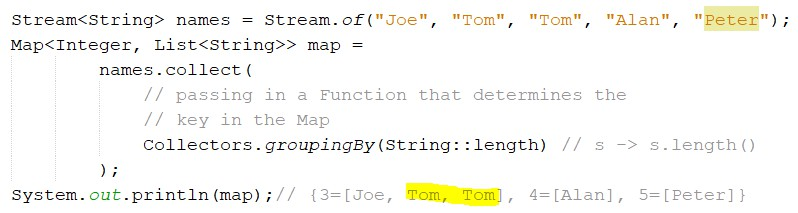 Stream<String> names = Stream.of("Joe", "Tom", "Tom", "Alan", "Peter");
Map<Integer, List<String>> map =
names.collect(
// passing in a Function that determines the
// key in the Map
Collectors.groupingBy(String::length) // s -> s.length()
);
System.out.println(map);// {3=[Joe, Tom, Tom], 4=[Alan], 5=[Peter]}